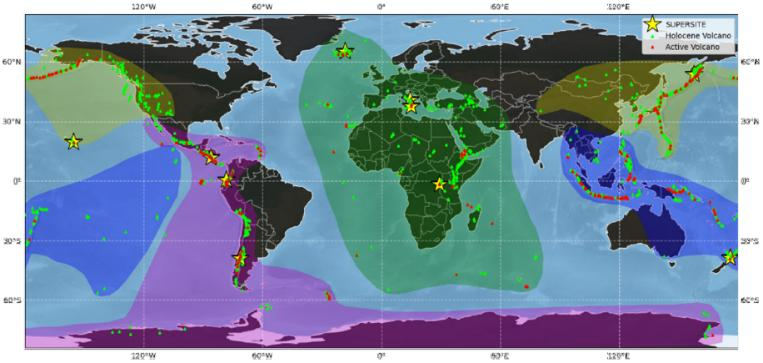 120°W 60°W 0° 60°E 120°E
SUPERSITE
Holocene Volcano
Active Volcano
60°N 60°N
30°N 30°N
0° 0°
30°S 30°S
60°S 60°S
120°W 60°W 0° 60°E 120°E